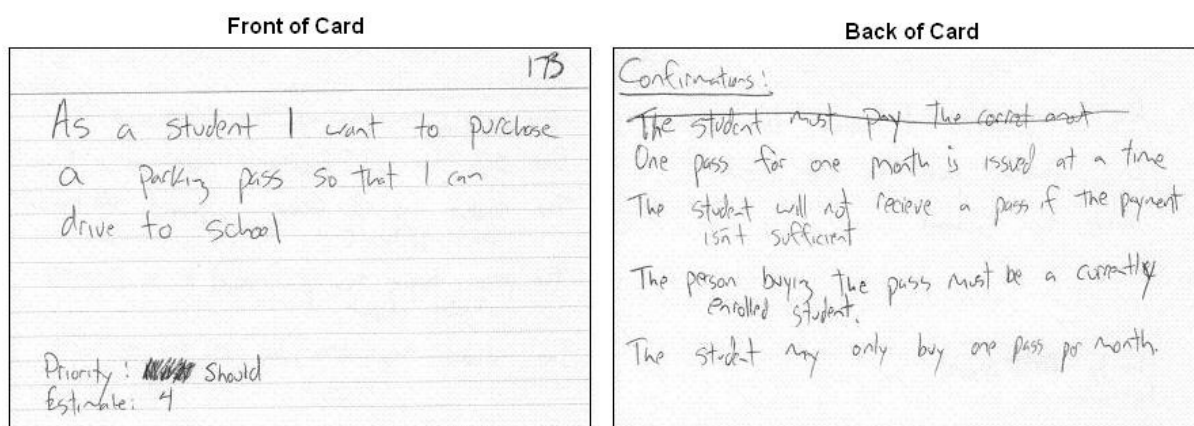 Front of Card
173
As a student I want to purchase
a parking pass so that I can
drive to school
Priority: Should
Estimate: 4
Back of Card
Confirmations:
The student must pay the correct
One pass for one month is issued at a time
The student will not recieve a pass if the payment
isn't sufficient
The person buying the pass must be a currently
enrolled student.
The student may only buy one pass per month.